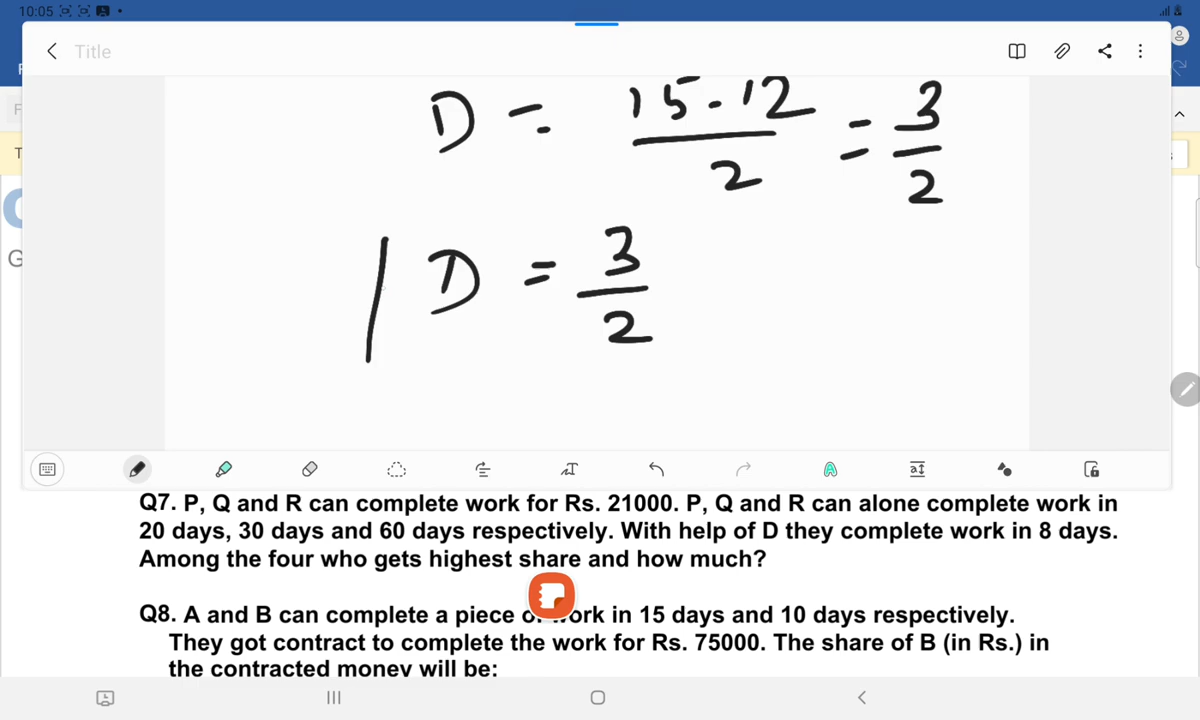 10:05
Title
D = 15-12 / 2 = 3 / 2
D = 3 / 2
Q7. P, Q and R can complete work for Rs. 21000. P, Q and R can alone complete work in
20 days, 30 days and 60 days respectively. With help of D they complete work in 8 days.
Among the four who gets highest share and how much?
Q8. A and B can complete a piece of work in 15 days and 10 days respectively.
They got contract to complete the work for Rs. 75000. The share of B (in Rs.) in
the contracted money will be: